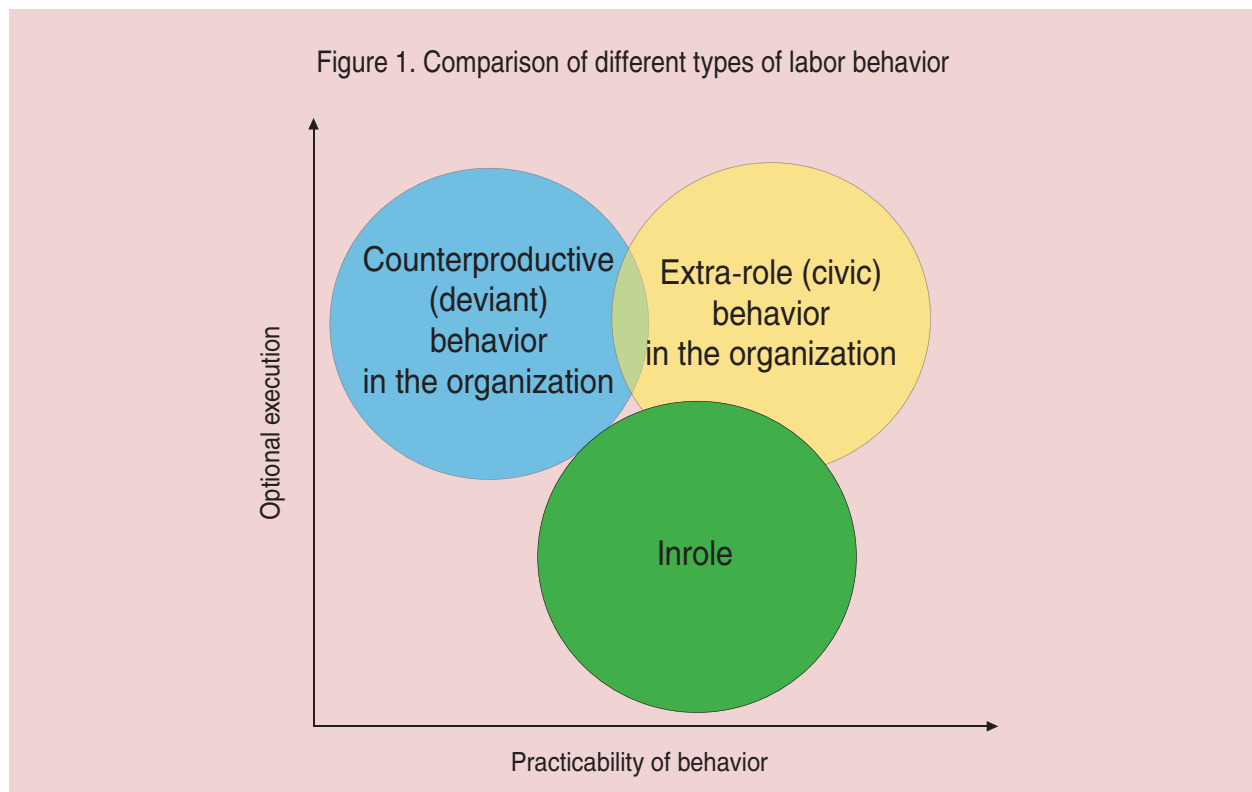 Figure 1. Comparison of different types of labor behavior
Counterproductive
(deviant)
behavior
in the organization
Extra-role (civic)
behavior
in the organization
Inrole
Optional execution
Practicability of behavior